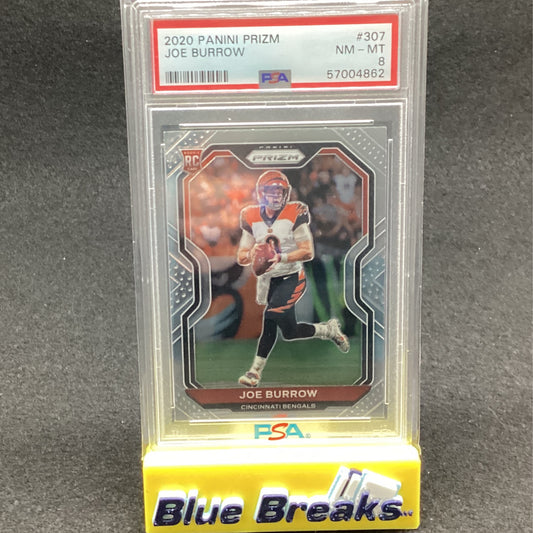 2020 PANINI PRIZM #307
JOE BURROW NM - MT
8
PSA 57004862
RC
PANINI
PRIZM
JOE BURROW
CINCINNATI BENGALS
PSA
Blue Breaks